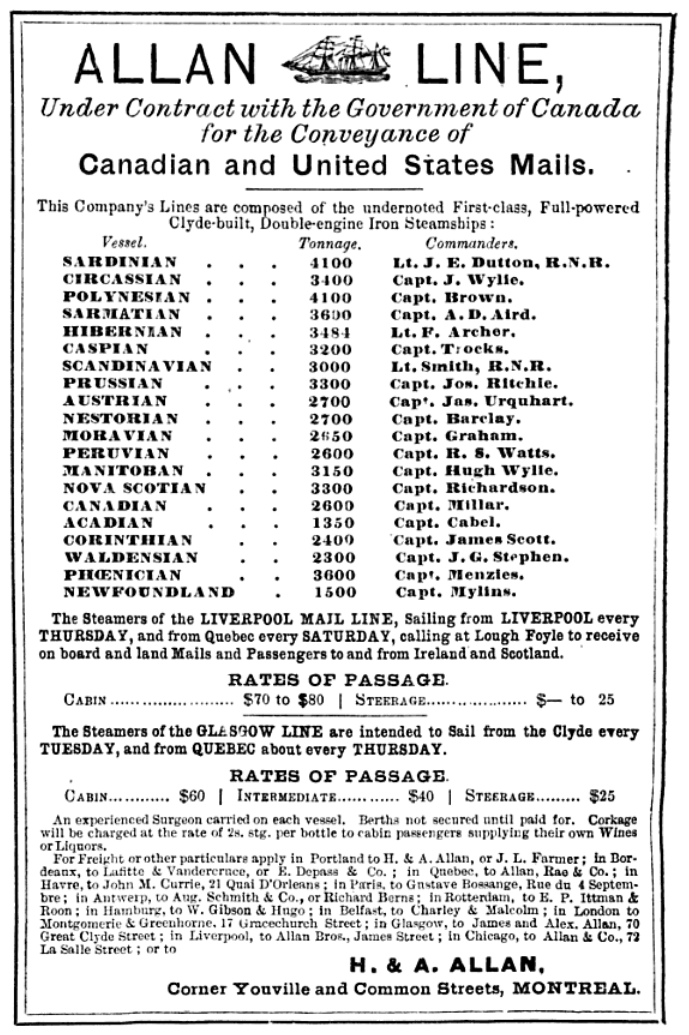 ALLAN LINE,
Under Contract with the Government of Canada
for the Conveyance of
Canadian and United States Mails.
This Company's Lines are composed of the undernoted First-class, Full-powered
Clyde-built, Double-engine Iron Steamships:
Vessel. Tonnage. Commanders.
SARDINIAN . . . 4100 Lt. J. E. Dutton, R.N.R.
CIRCASSIAN . . . 3400 Capt. J. Wylie.
POLYNESIAN . . . 4100 Capt. Brown.
SARMATIAN . . . 3600 Capt. A. D. Aird.
HIBERNIAN . . . 3484 Lt. F. Archer.
CASPIAN . . . 3200 Capt. Trocks.
SCANDINAVIAN . . 3000 Lt. Smith, R.N.R.
PRUSSIAN . . . 3300 Capt. Jos. Ritchie.
AUSTRIAN . . . 2700 Capt. Jas. Urquhart.
NESTORIAN . . . 2700 Capt. Barclay.
MORAVIAN . . . 2650 Capt. Graham.
PERUVIAN . . . 2600 Capt. R. S. Watts.
MANITOBAN . . . 3150 Capt. Hugh Wylie.
NOVA SCOTIAN . . 3300 Capt. Richardson.
CANADIAN . . . 2600 Capt. Millar.
ACADIAN . . . 1350 Capt. Cabel.
CORINTHIAN . . 2400 Capt. James Scott.
WALDENSIAN . . 2300 Capt. J. G. Stephen.
PHŒNICIAN . . 3600 Capt. Menzies.
NEWFOUNDLAND . 1500 Capt. Mylins.
The Steamers of the LIVERPOOL MAIL LINE, Sailing from LIVERPOOL every
THURSDAY, and from Quebec every SATURDAY, calling at Lough Foyle to receive
on board and land Mails and Passengers to and from Ireland and Scotland.
RATES OF PASSAGE.
CABIN ........................ $70 to $80 | STEERAGE................... $— to 25
The Steamers of the GLASGOW LINE are intended to Sail from the Clyde every
TUESDAY, and from QUEBEC about every THURSDAY.
RATES OF PASSAGE.
CABIN............ $60 | INTERMEDIATE............ $40 | STEERAGE......... $25
An experienced Surgeon carried on each vessel. Berths not secured until paid for. Corkage
will be charged at the rate of 2s. stg. per bottle to cabin passengers supplying their own Wines
or Liquors.
For Freight or other particulars apply in Portland to H. & A. Allan, or J. L. Farmer; in Bor-
deaux, to Lafitte & Vandercruce, or E. Depass & Co.; in Quebec, to Allan, Rae & Co.; in
Havre, to John M. Currie, 21 Quai D'Orleans; in Paris, to Gustave Bossange, Rue du 4 Septem-
bre; in Antwerp, to Aug. Schmith & Co., or Richard Berns; in Rotterdam, to E. P. Ittman &
Roon; in Hamburg, to W. Gibson & Hugo; in Belfast, to Charley & Malcolm; in London to
Montgomerie & Greenhorne, 17 Gracechurch Street; in Glasgow, to James and Alex. Allan, 70
Great Clyde Street; in Liverpool, to Allan Bros., James Street; in Chicago, to Allan & Co., 72
La Salle Street; or to
H. & A. ALLAN,
Corner Youville and Common Streets, MONTREAL.